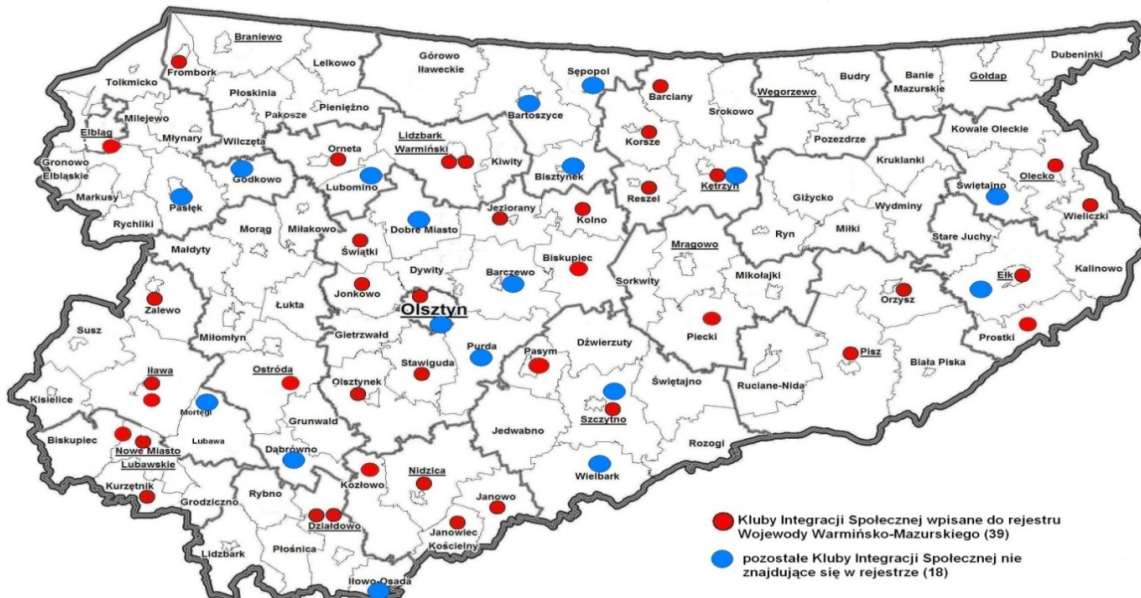 Braniewo
Górowo
Iławeckie
Lelkowo
Dubeninki
Frombork
Sępopol
Gołdap
Budry
Banie
Mazurskie
Tolkmicko
Płoskinia
Węgorzewo
Barciany
Srokowo
Pieniężno
Pakosze
Bartoszyce
Milejewo
Elbląg
Młynary
Wilczęta
Orneta
Lidzbark
Warmiński
Kiwity
Korsze
Pozezdrze
Kowale Oleckie
Kruklanki
Gronowo
Elbląskie
Godkowo
Lubomino
Bisztynek
Reszel
Kętrzyn
Świętajno
Olecko
Markusy
Pasłęk
Rychliki
Morąg
Miłakowo
Dobre Miasto
Jeziorany
Kolno
Giżycko
Wydminy
Wieliczki
Małdyty
Świątki
Ryn
Miłki
Stare Juchy
Mrągowo
Dywity
Barczewo
Biskupiec
Sorkwity
Mikołajki
Ełk
Kalinowo
Zalewo
Łukta
Jonkowo
Olsztyn
Orzysz
Susz
Miłomłyn
Gietrzwałd
Purda
Dźwierzuty
Piecki
Prostki
Iława
Ostróda
Stawiguda
Pasym
Pisz
Biała Piska
Kisielice
Olsztynek
Świętajno
Ruciane-Nida
Mortęgi
Grunwald
Szczytno
Biskupiec
Lubawa
Jedwabno
Rozogi
Nowe Miasto
Lubawskie
Dąbrówno
Wielbark
Kurzętnik
Kozłowo
Nidzica
Janowo
Grodziczno
Rybno
Działdowo
Janowiec
Kościelny
Lidzbark
Płośnica
Iłowo-Osada
Kluby Integracji Społecznej wpisane do rejestru
Wojewody Warmińsko-Mazurskiego (39)
pozostałe Kluby Integracji Społecznej nie
znajdujące się w rejestrze (18)